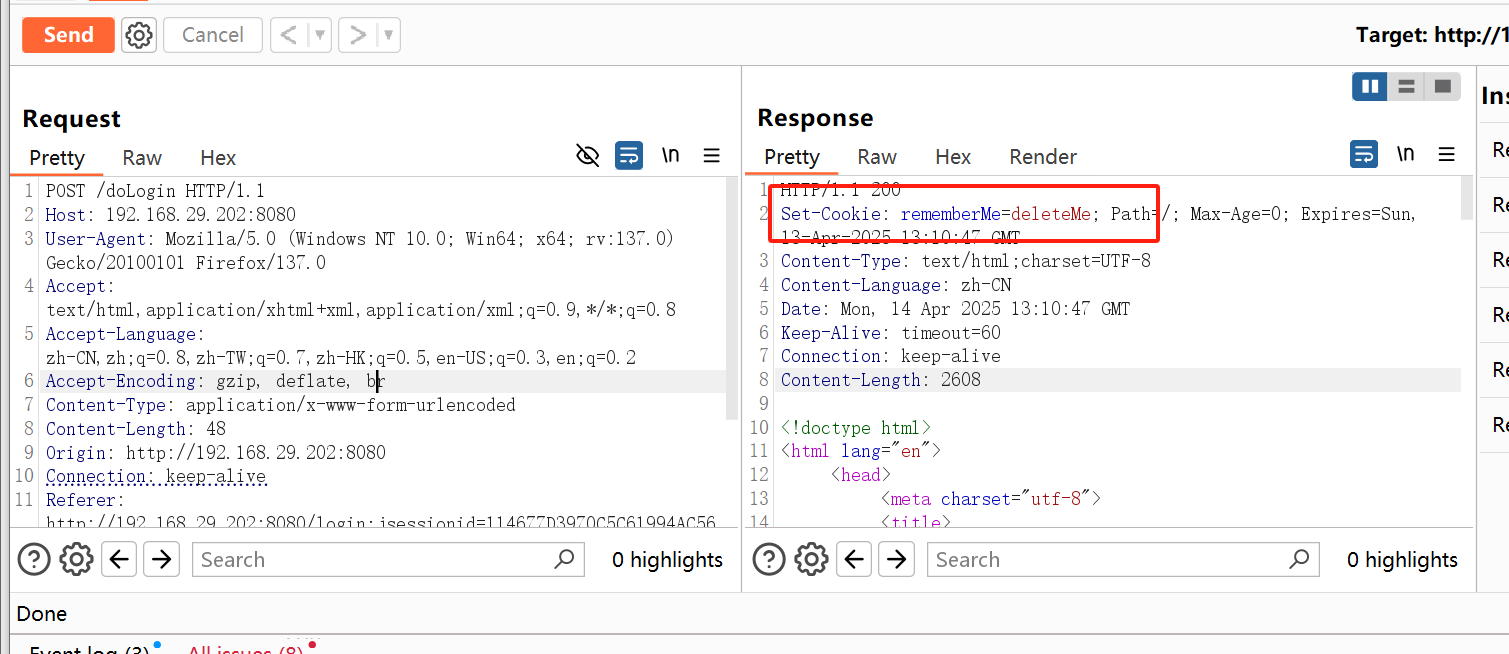 Send
Cancel
Target: http://1
Request
Pretty Raw Hex
\n
1 POST /doLogin HTTP/1.1
2 Host: 192.168.29.202:8080
3 User-Agent: Mozilla/5.0 (Windows NT 10.0; Win64; x64; rv:137.0)
Gecko/20100101 Firefox/137.0
4 Accept:
text/html,application/xhtml+xml,application/xml;q=0.9,*/*;q=0.8
5 Accept-Language:
zh-CN,zh;q=0.8,zh-TW;q=0.7,zh-HK;q=0.5,en-US;q=0.3,en;q=0.2
6 Accept-Encoding: gzip, deflate, br
7 Content-Type: application/x-www-form-urlencoded
8 Content-Length: 48
9 Origin: http://192.168.29.202:8080
10 Connection: keep-alive
11 Referer:
http://192.168.29.202:8080/login;jsessionid=114677D3970C5C61994AC56
Search
0 highlights
Response
Pretty Raw Hex Render
\n
1 HTTP/1.1 200
2 Set-Cookie: rememberMe=deleteMe; Path=/; Max-Age=0; Expires=Sun,
13-Apr-2025 13:10:47 GMT
3 Content-Type: text/html;charset=UTF-8
4 Content-Language: zh-CN
5 Date: Mon, 14 Apr 2025 13:10:47 GMT
6 Keep-Alive: timeout=60
7 Connection: keep-alive
8 Content-Length: 2608
9
10 <!doctype html>
11 <html lang="en">
12 <head>
13 <meta charset="utf-8">
14 <title>
Search
0 highlights
Ins
Re
Re
Re
Re
Re
Re
Done
Event log (3)
All issues (8)